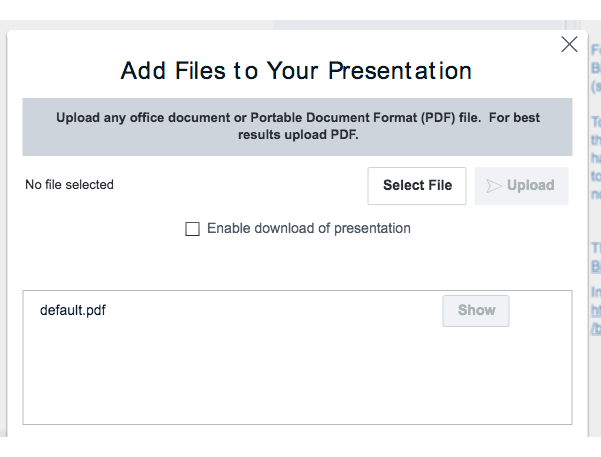 Add Files to Your Presentation
Upload any office document or Portable Document Format (PDF) file. For best
results upload PDF.
No file selected
Select File
Upload
Enable download of presentation
default.pdf
Show